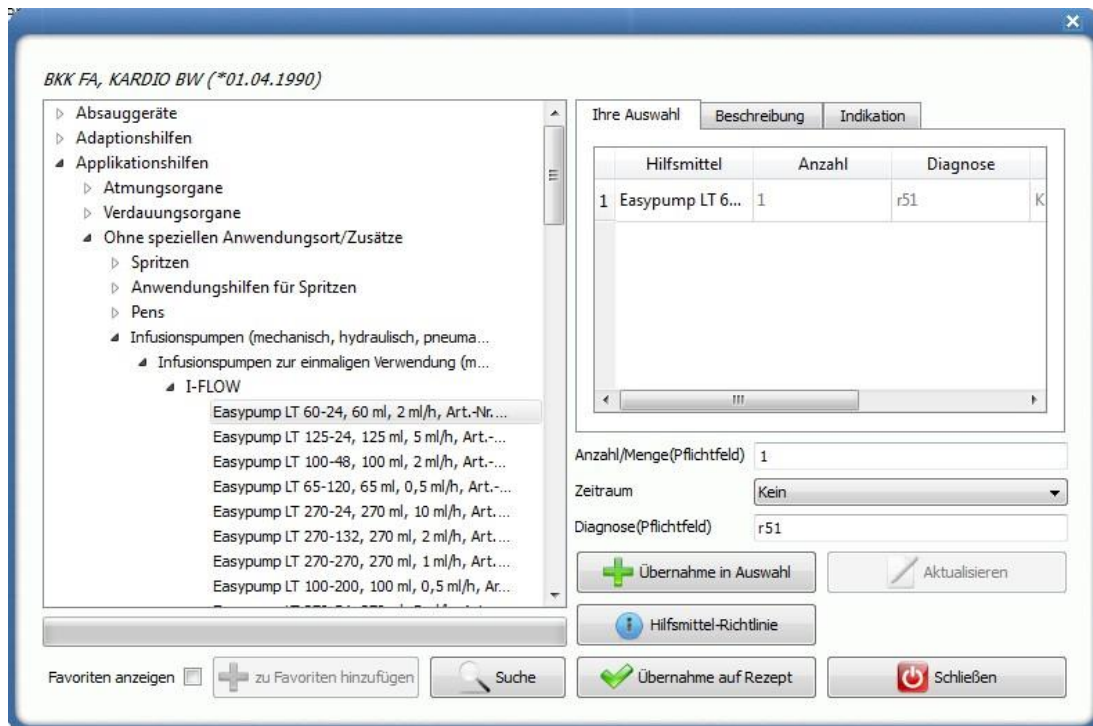 BKK FA, KARDIO BW (*01.04.1990)
Absauggeräte
Adaptionshilfen
Applikationshilfen
Atmungsorgane
Verdauungsorgane
Ohne speziellen Anwendungsort/Zusätze
Spritzen
Anwendungshilfen für Spritzen
Pens
Infusionspumpen (mechanisch, hydraulisch, pneuma...
Infusionspumpen zur einmaligen Verwendung (m...
I-FLOW
Easypump LT 60-24, 60 ml, 2 ml/h, Art.-Nr....
Easypump LT 125-24, 125 ml, 5 ml/h, Art.-...
Easypump LT 100-48, 100 ml, 2 ml/h, Art.-...
Easypump LT 65-120, 65 ml, 0,5 ml/h, Art.-...
Easypump LT 270-24, 270 ml, 10 ml/h, Art....
Easypump LT 270-132, 270 ml, 2 ml/h, Art....
Easypump LT 270-270, 270 ml, 1 ml/h, Art....
Easypump LT 100-200, 100 ml, 0,5 ml/h, Ar...
Favoriten anzeigen
zu Favoriten hinzufügen
Suche
Ihre Auswahl Beschreibung Indikation
Hilfsmittel Anzahl Diagnose
1 Easypump LT 6... 1 r51 K
Anzahl/Menge(Pflichtfeld) 1
Zeitraum Kein
Diagnose(Pflichtfeld) r51
Übernahme in Auswahl Aktualisieren
Hilfsmittel-Richtlinie
Übernahme auf Rezept Schließen